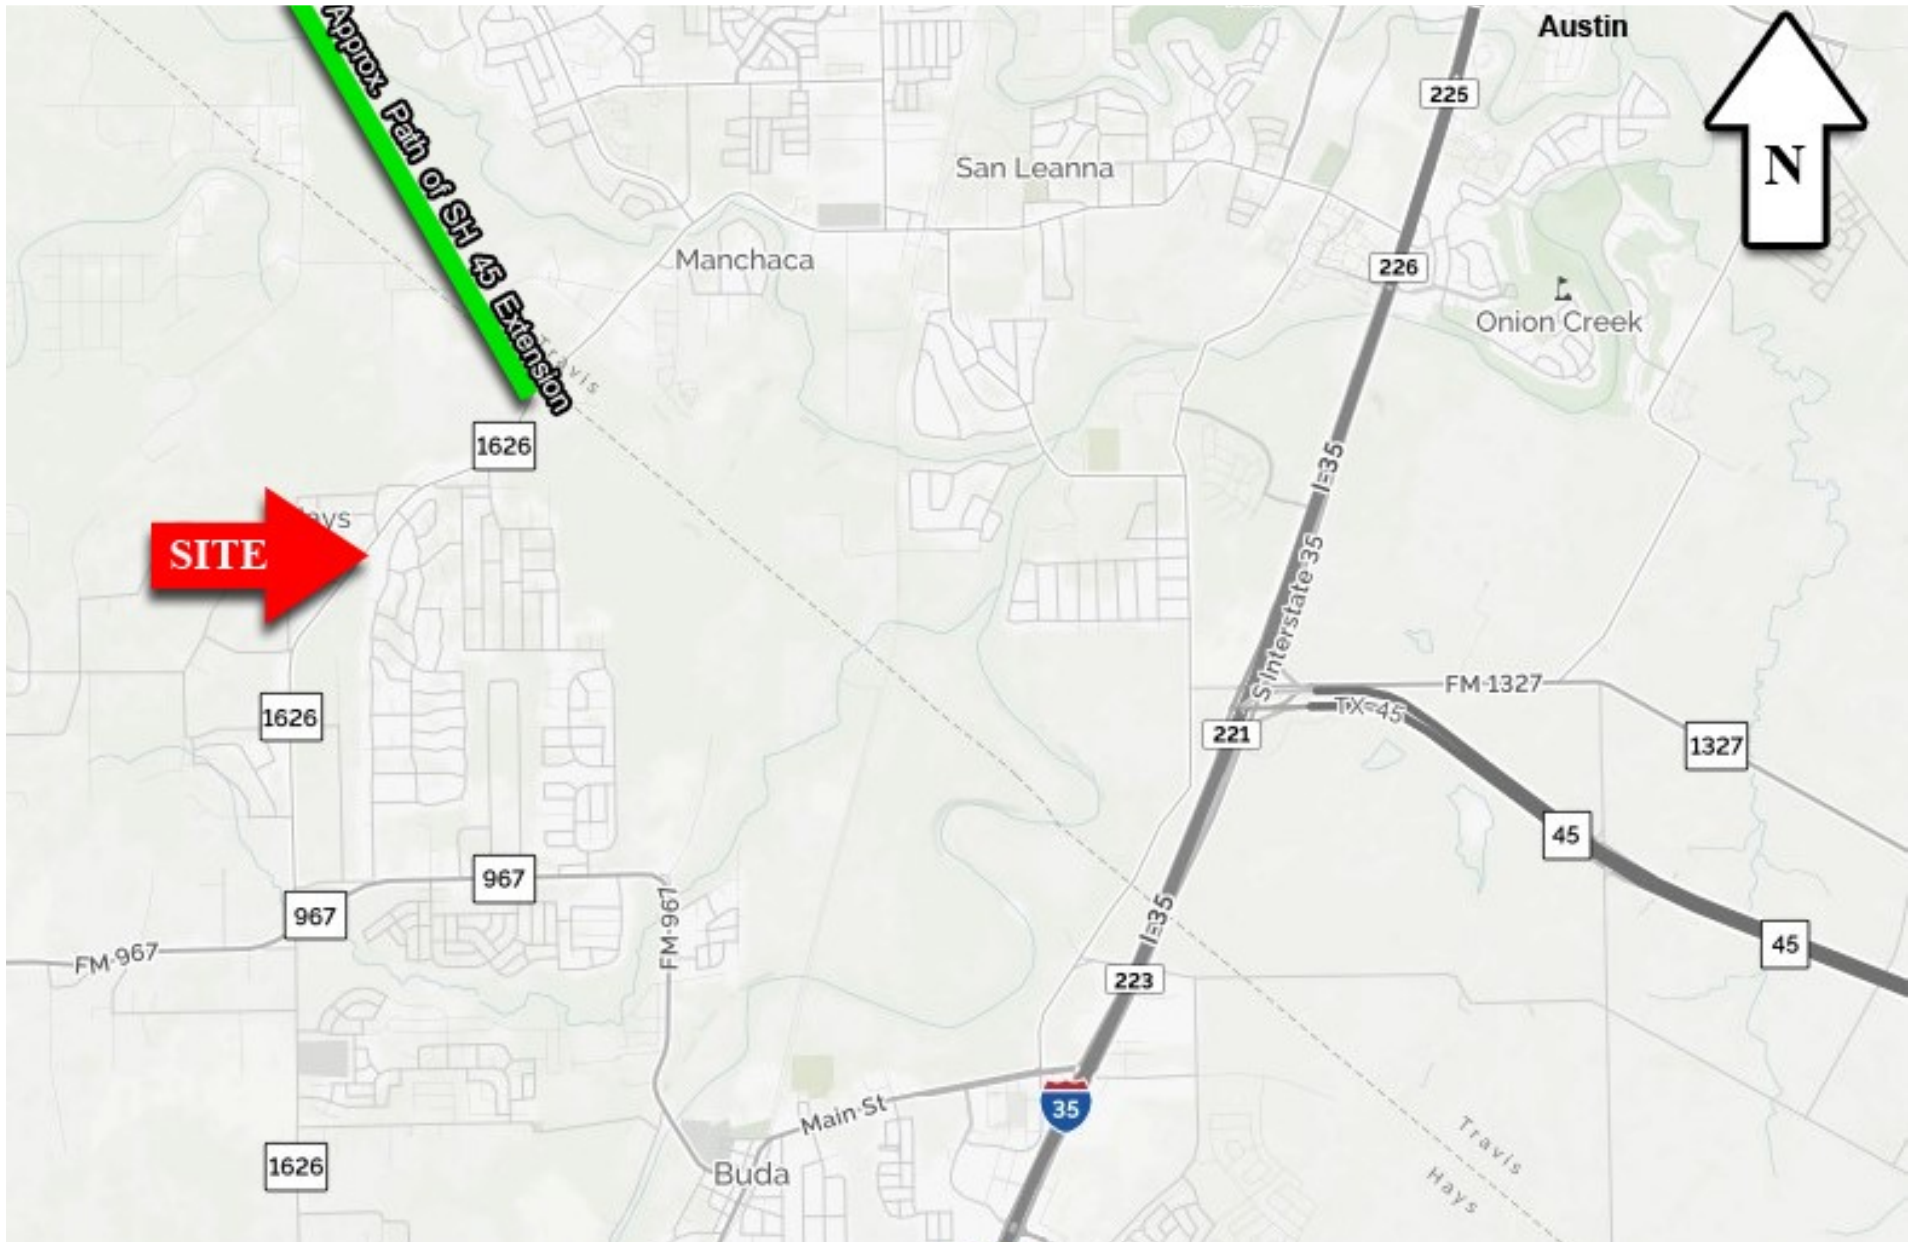 Austin
Approx. Path of SH 45 Extension
225
N
San Leanna
226
Manchaca
Onion Creek
Travis
1626
I-35
SITE
S Interstate 35
FM 1327
TX-45
1626
221
1327
45
967
967
FM-967
I-35
45
FM-967
223
35
Main St
Travis
1626
Buda
Hays